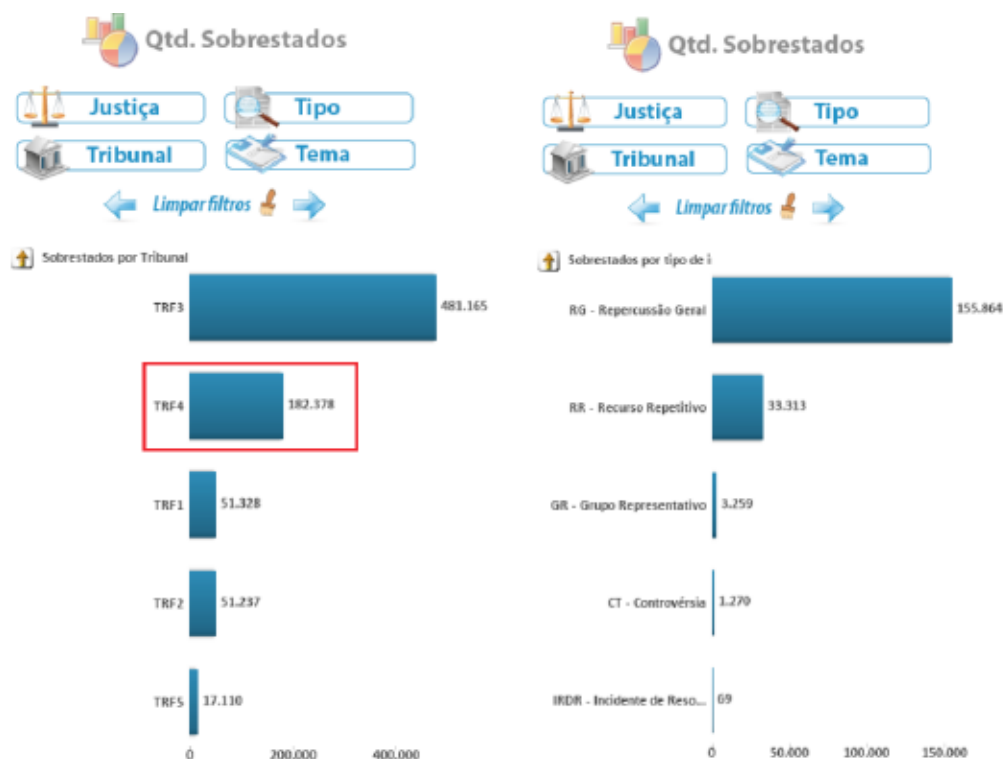 Qtd. Sobrestados
Justiça
Tipo
Tribunal
Tema
Limpar filtros
Sobrestados por Tribunal
TRF3
481.165
TRF4
182.378
TRF1
51.328
TRF2
51.237
TRF5
17.110
0
200.000
400.000
Qtd. Sobrestados
Justiça
Tipo
Tribunal
Tema
Limpar filtros
Sobrestados por tipo de i
RG - Repercussão Geral
155.864
RR - Recurso Repetitivo
33.313
GR - Grupo Representativo
3.259
CT - Controvérsia
1.270
IRDR - Incidente de Reso...
69
0
50.000
100.000
150.000